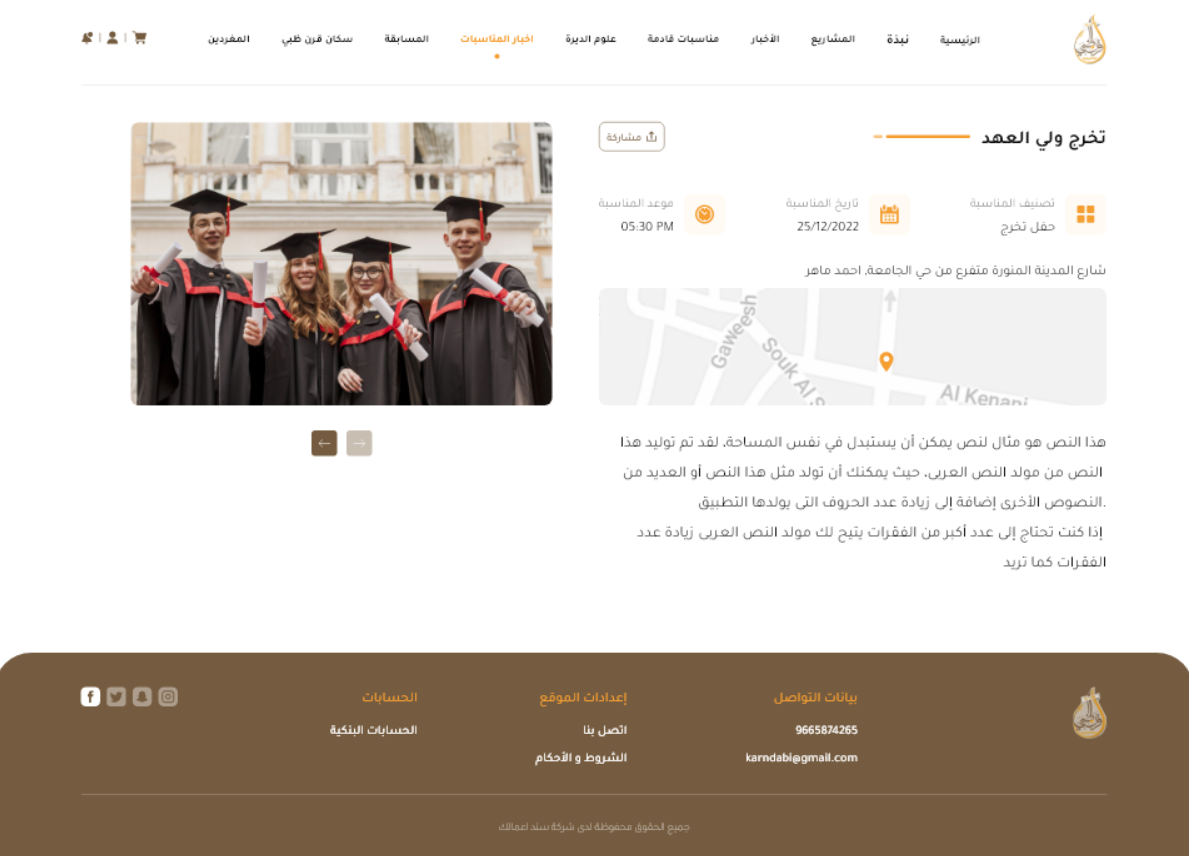 الرئيسية
نبذة
المشاريع
الأخبار
مناسبات قادمة
علوم الديرة
اخبار المناسبات
المسابقة
سكان قرن ظبي
المغردين
تخرج ولي العهد
مشاركة
تصنيف المناسبة
حفل تخرج
تاريخ المناسبة
25/12/2022
موعد المناسبة
05:30 PM
شارع المدينة المنورة متفرع من حي الجامعة, احمد ماهر
Gaweesh
Souk Al S
Al Kenani
هذا النص هو مثال لنص يمكن أن يستبدل في نفس المساحة، لقد تم توليد هذا
النص من مولد النص العربى، حيث يمكنك أن تولد مثل هذا النص أو العديد من
.النصوص الأخرى إضافة إلى زيادة عدد الحروف التى يولدها التطبيق
إذا كنت تحتاج إلى عدد أكبر من الفقرات يتيح لك مولد النص العربى زيادة عدد
الفقرات كما تريد
بيانات التواصل
9665874265
karndabi@gmail.com
إعدادات الموقع
اتصل بنا
الشروط و الأحكام
الحسابات
الحسابات البنكية
جميع الحقوق محفوظة لدى شركة سند اعمالك